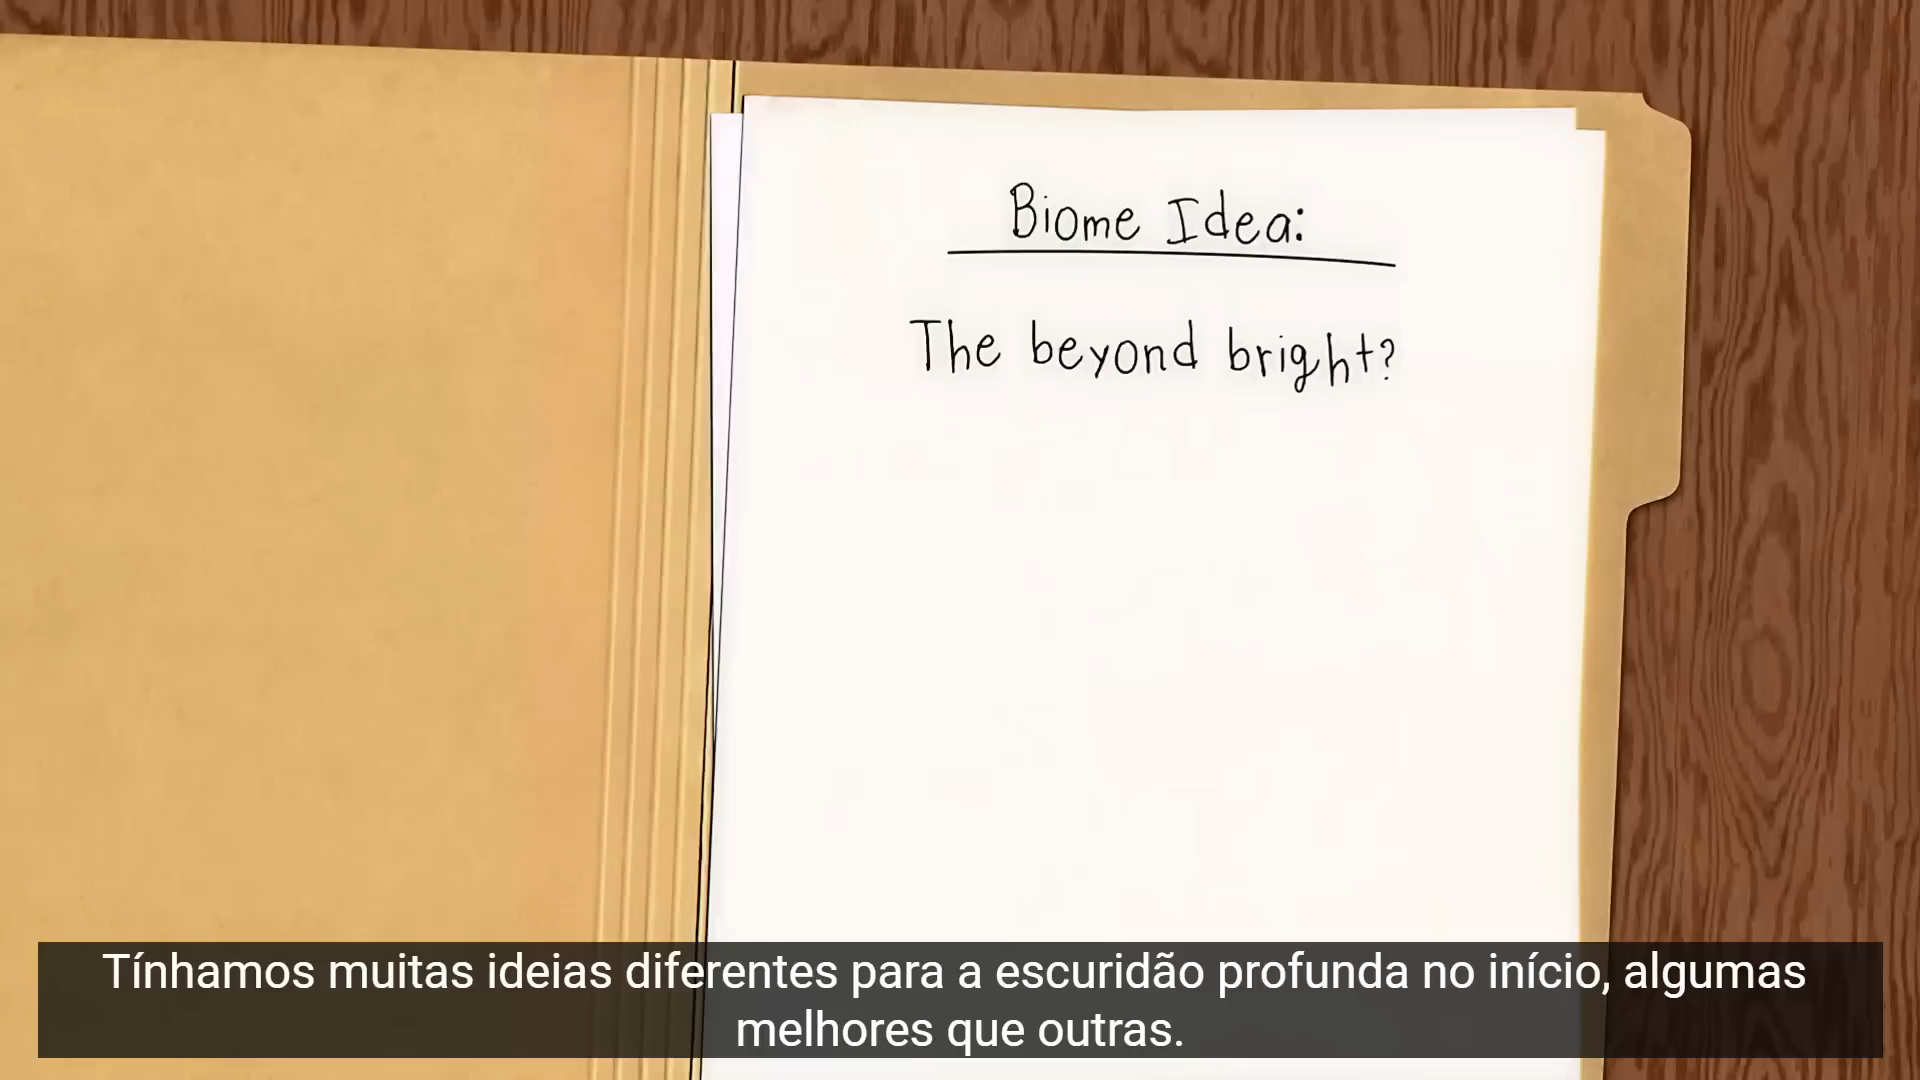 Biome Idea:
The beyond bright?
Tínhamos muitas ideias diferentes para a escuridão profunda no início, algumas
melhores que outras.